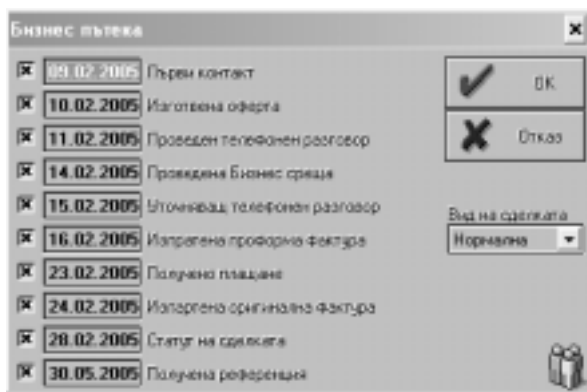 Бизнес пътека
09.02.2005 Първи контакт
10.02.2005 Изготвена оферта
11.02.2005 Проведен телефонен разговор
14.02.2005 Проведена Бизнес среща
15.02.2005 Уточняващ телефонен разговор
16.02.2005 Изпратена проформа фактура
23.02.2005 Получено плащане
24.02.2005 Изпартена оригинална фактура
28.02.2005 Статут на сделката
30.05.2005 Получена референция
OK
Отказ
Вид на сделката
Нормална